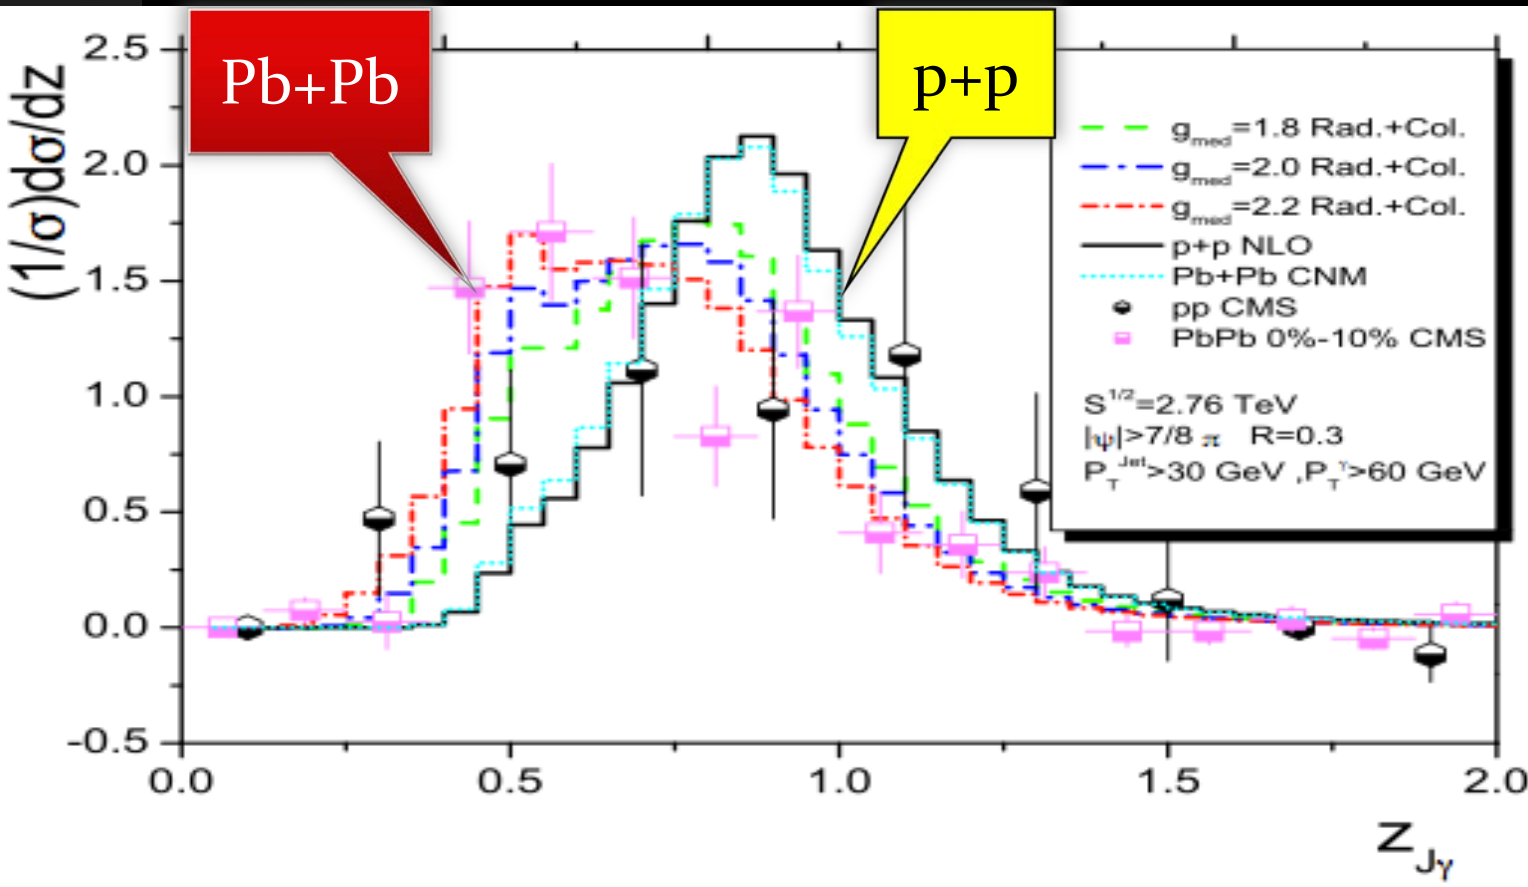 Pb+Pb
p+p
(1/σ)dσ/dz
2.5
2.0
1.5
1.0
0.5
0.0
-0.5
g_med=1.8 Rad.+Col.
g_med=2.0 Rad.+Col.
g_med=2.2 Rad.+Col.
p+p NLO
Pb+Pb CNM
pp CMS
PbPb 0%-10% CMS
S^1/2=2.76 TeV
|ψ|>7/8 π R=0.3
P_T^Jet>30 GeV ,P_T^γ>60 GeV
0.0 0.5 1.0 1.5 2.0
z_Jγ